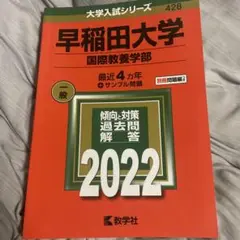 大学入試シリーズ
428
早稲田大学
国際教養学部
最近4カ年
+サンプル問題
別冊問題編
一般
傾向と対策
過去問
解答
2022
教学社